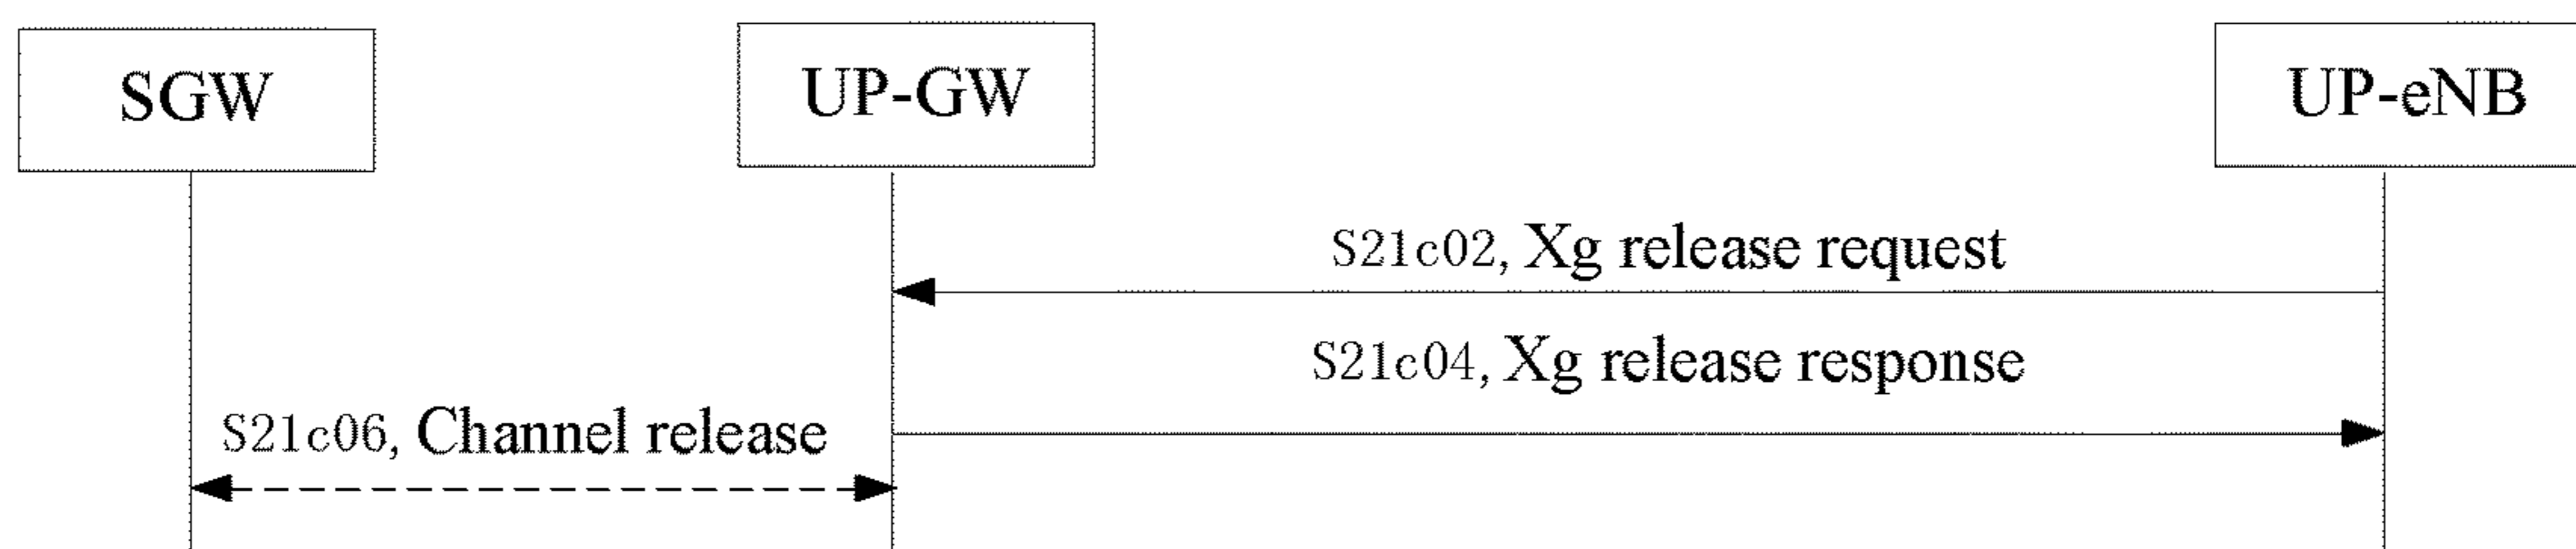 SGW
UP-GW
UP-eNB
S21c02, Xg release request
S21c04, Xg release response
S21c06, Channel release